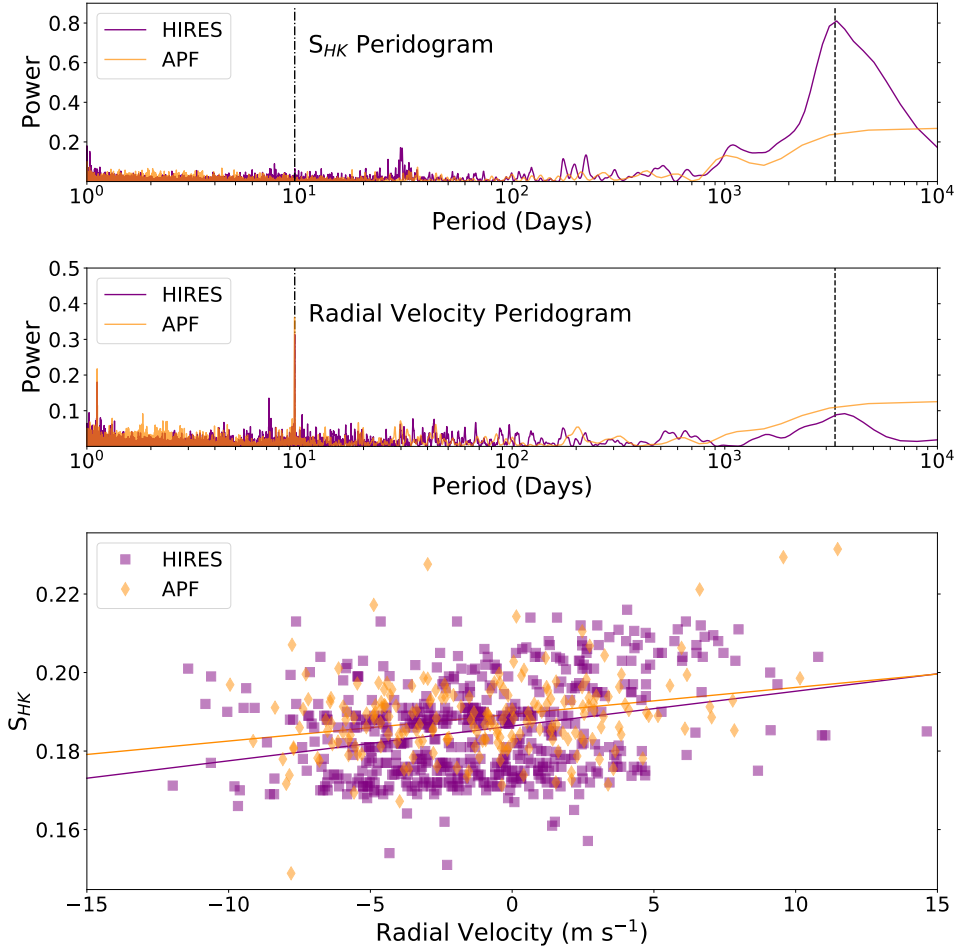 0.8
0.6
0.4
0.2
Power
HIRES
APF
S_HK Peridogram
10^0
10^1
10^2
10^3
10^4
Period (Days)
0.5
0.4
0.3
0.2
0.1
Power
HIRES
APF
Radial Velocity Peridogram
10^0
10^1
10^2
10^3
10^4
Period (Days)
0.22
0.20
0.18
0.16
S_HK
HIRES
APF
−15
−10
−5
0
5
10
15
Radial Velocity (m s⁻¹)